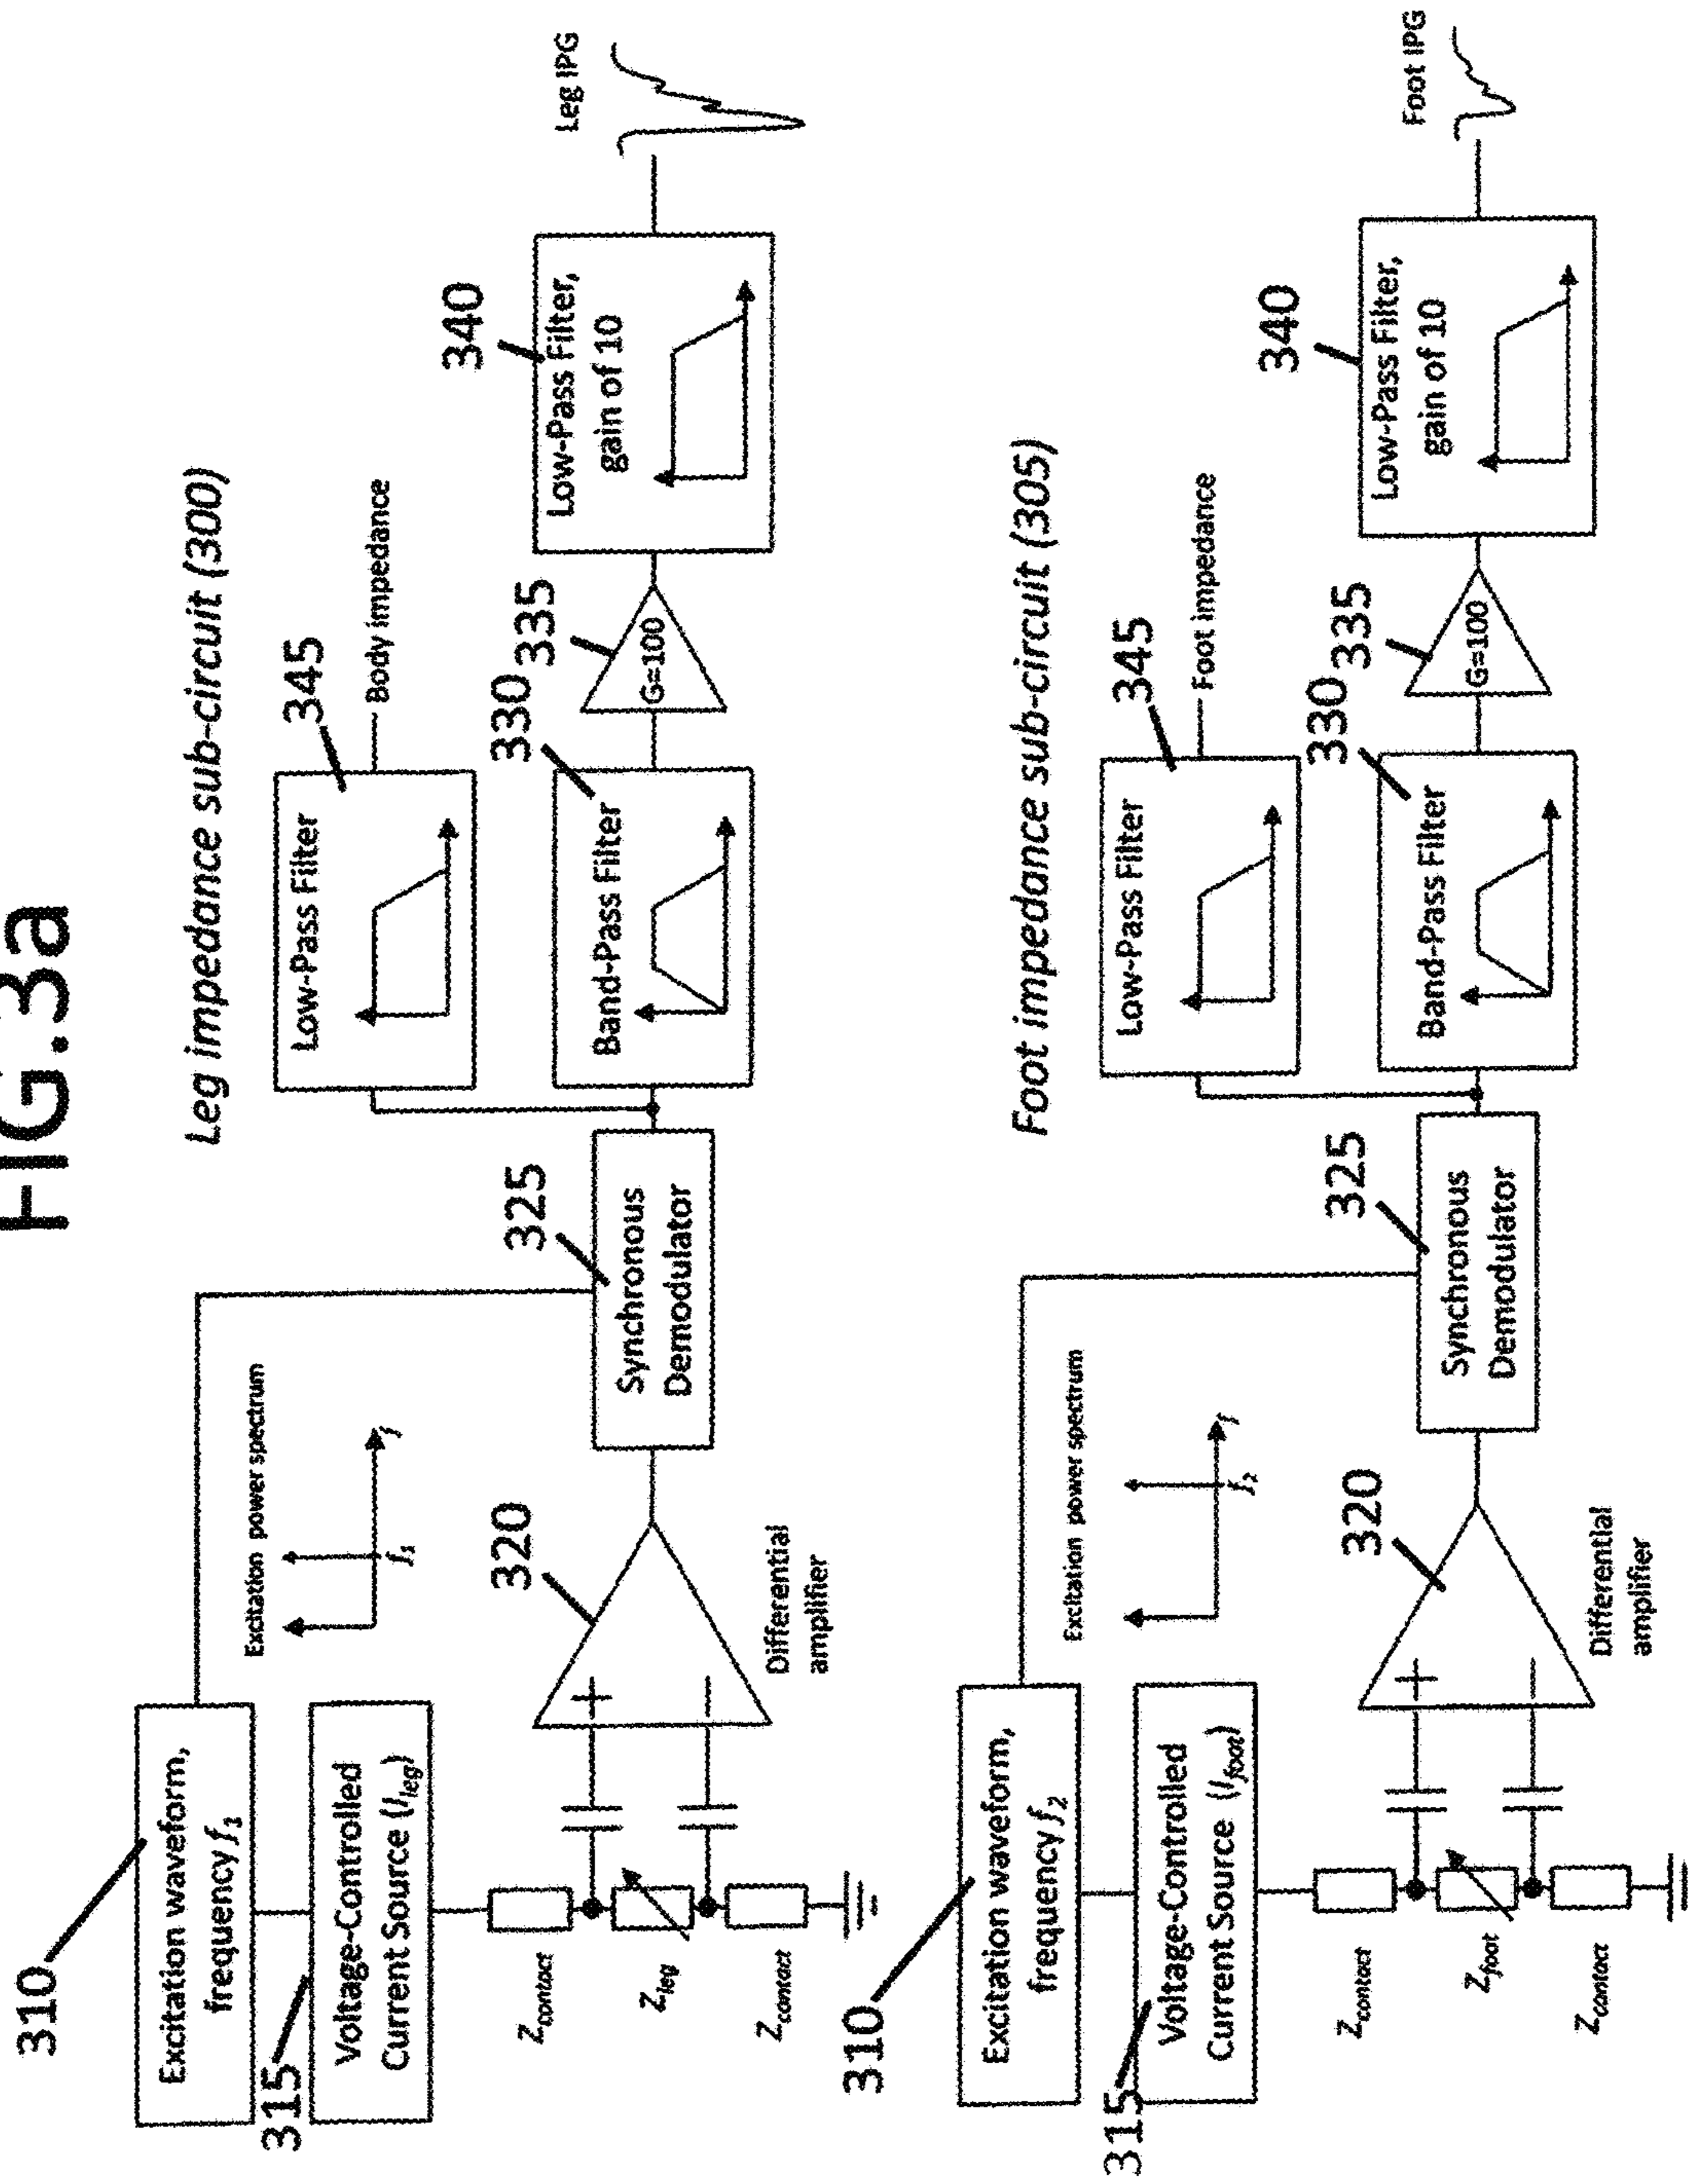 FIG.3a
Leg impedance sub-circuit (300)
310
Excitation waveform,
frequency f1
315
Voltage-Controlled
Current Source (Ileg)
Excitation power spectrum
f1
f
Zcontact
Zleg
Zcontact
320
+
−
Differential
amplifier
325
Synchronous
Demodulator
345
Low-Pass Filter
Body impedance
330
Band-Pass Filter
335
G=100
340
Low-Pass Filter,
gain of 10
Leg IPG
Foot impedance sub-circuit (305)
310
Excitation waveform,
frequency f2
315
Voltage-Controlled
Current Source (Ifoot)
Excitation power spectrum
f2
f
Zcontact
Zfoot
Zcontact
320
+
−
Differential
amplifier
325
Synchronous
Demodulator
345
Low-Pass Filter
Foot impedance
330
Band-Pass Filter
335
G=100
340
Low-Pass Filter,
gain of 10
Foot IPG